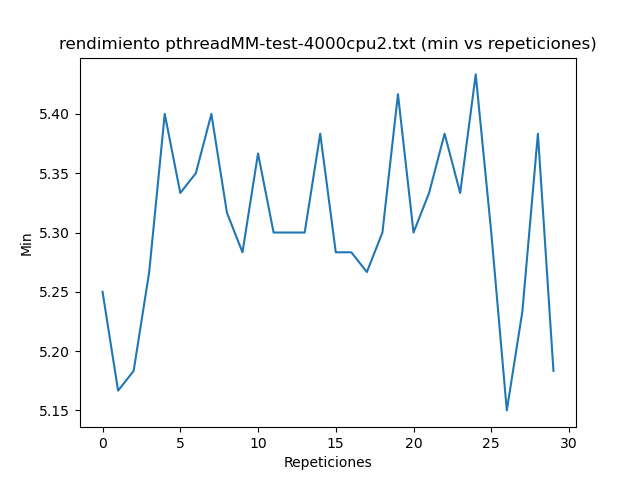 rendimiento pthreadMM-test-4000cpu2.txt (min vs repeticiones)
5.40
5.35
5.30
5.25
5.20
5.15
Min
0 5 10 15 20 25 30
Repeticiones